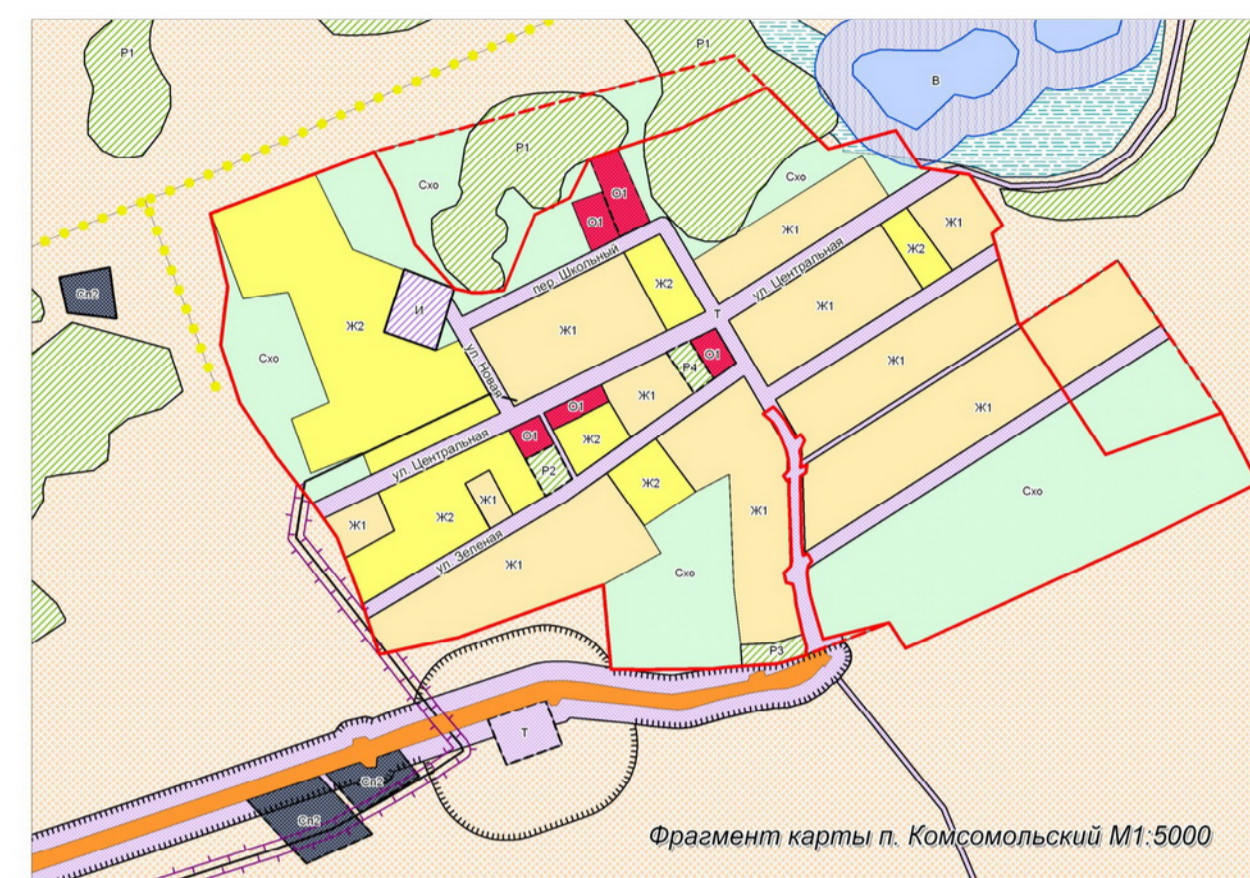 Р1
Р1
В
Р1
Схо
Схо
О1
О1
Ж1
Ж2
Ж1
пер. Школьный
ул. Центральная
Ж2
Сп2
И
Ж1
Т
Ж2
Ж1
Схо
ул. Новая
О1
Р4
Ж1
Ж1
Ж1
О1
О1
ул. Центральная
Ж2
Р2
Ж2
Схо
Ж1
Ж1
Ж2
Ж1
ул. Зеленая
Ж1
Схо
Р3
Т
Сп2
Сп2
Фрагмент карты п. Комсомольский М1:5000